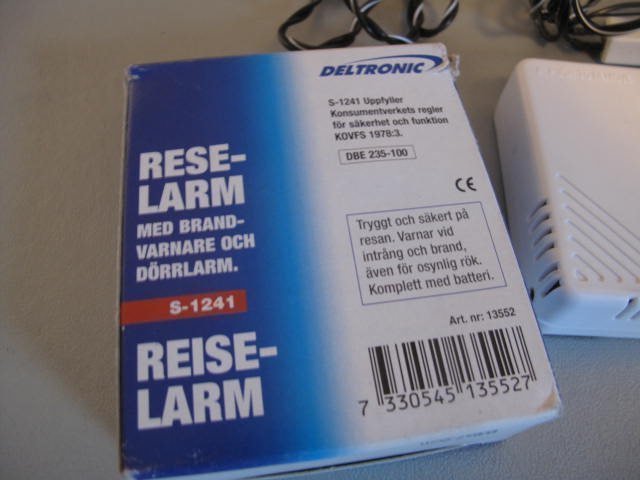 DELTRONIC
S-1241 Uppfyller
Konsumentverkets regler
för säkerhet och funktion
KOVFS 1978:3.
DBE 235-100
CE
RESE-
LARM
MED BRAND-
VARNARE OCH
DÖRRLARM.
S-1241
REISE-
LARM
Tryggt och säkert på
resan. Varnar vid
intrång och brand,
även för osynlig rök.
Komplett med batteri.
Art. nr: 13552
7 330545 135527